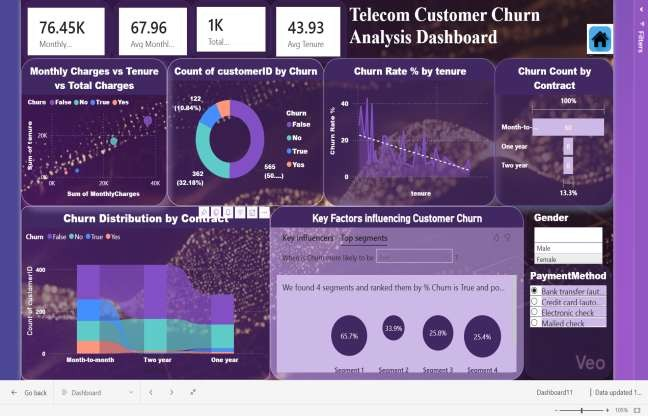 76.45K
Monthly...
67.96
Avg Monthl...
1K
Total...
43.93
Avg Tenure
Telecom Customer Churn
Analysis Dashboard
Filters
Monthly Charges vs Tenure
vs Total Charges
Churn False No True Yes
Sum of tenure
20K
0K
0K
20K
40K
Sum of MonthlyCharges
Count of customerID by Churn
122
(10.84%)
362
(32.18%)
565
(50....)
Churn
False
No
True
Yes
Churn Rate % by tenure
Churn Rate %
40
20
0
tenure
Churn Count by
Contract
100%
Month-to-...
One year
Two year
13.3%
Churn Distribution by Contract
Churn False No True Yes
Count of customerID
400
200
0
Month-to-month
Two year
One year
Key Factors influencing Customer Churn
Key influencers
Top segments
When is Churn more likely to be
?
We found 4 segments and ranked them by % Churn is True and po...
65.7%
33.9%
25.8%
25.4%
Segment 1
Segment 2
Segment 3
Segment 4
Gender
Male
Female
PaymentMethod
Bank transfer (aut...
Credit card (auto...
Electronic check
Mailed check
Veo
Go back
Dashboard
Dashboard11
Data updated 1...
- + 105%